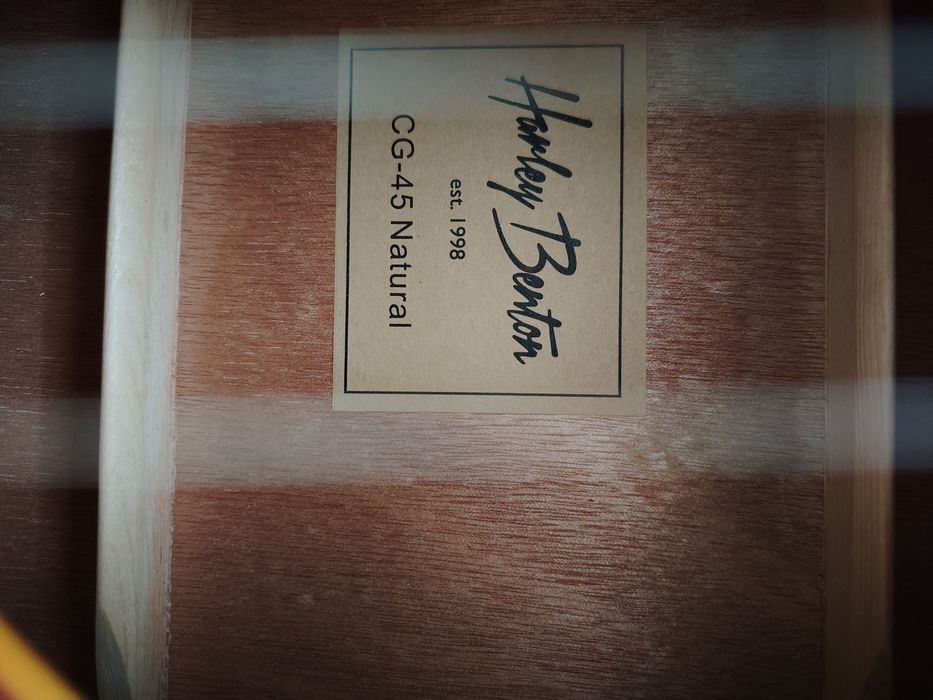 Harley Benton
est. 1998
CG-45 Natural